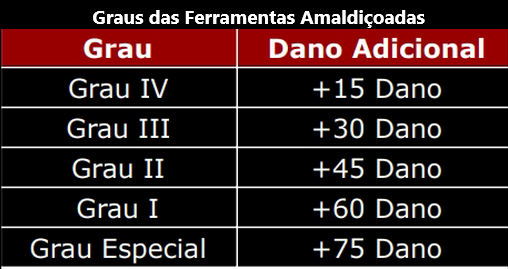 Graus das Ferramentas Amaldiçoadas
Grau Dano Adicional
Grau IV +15 Dano
Grau III +30 Dano
Grau II +45 Dano
Grau I +60 Dano
Grau Especial +75 Dano